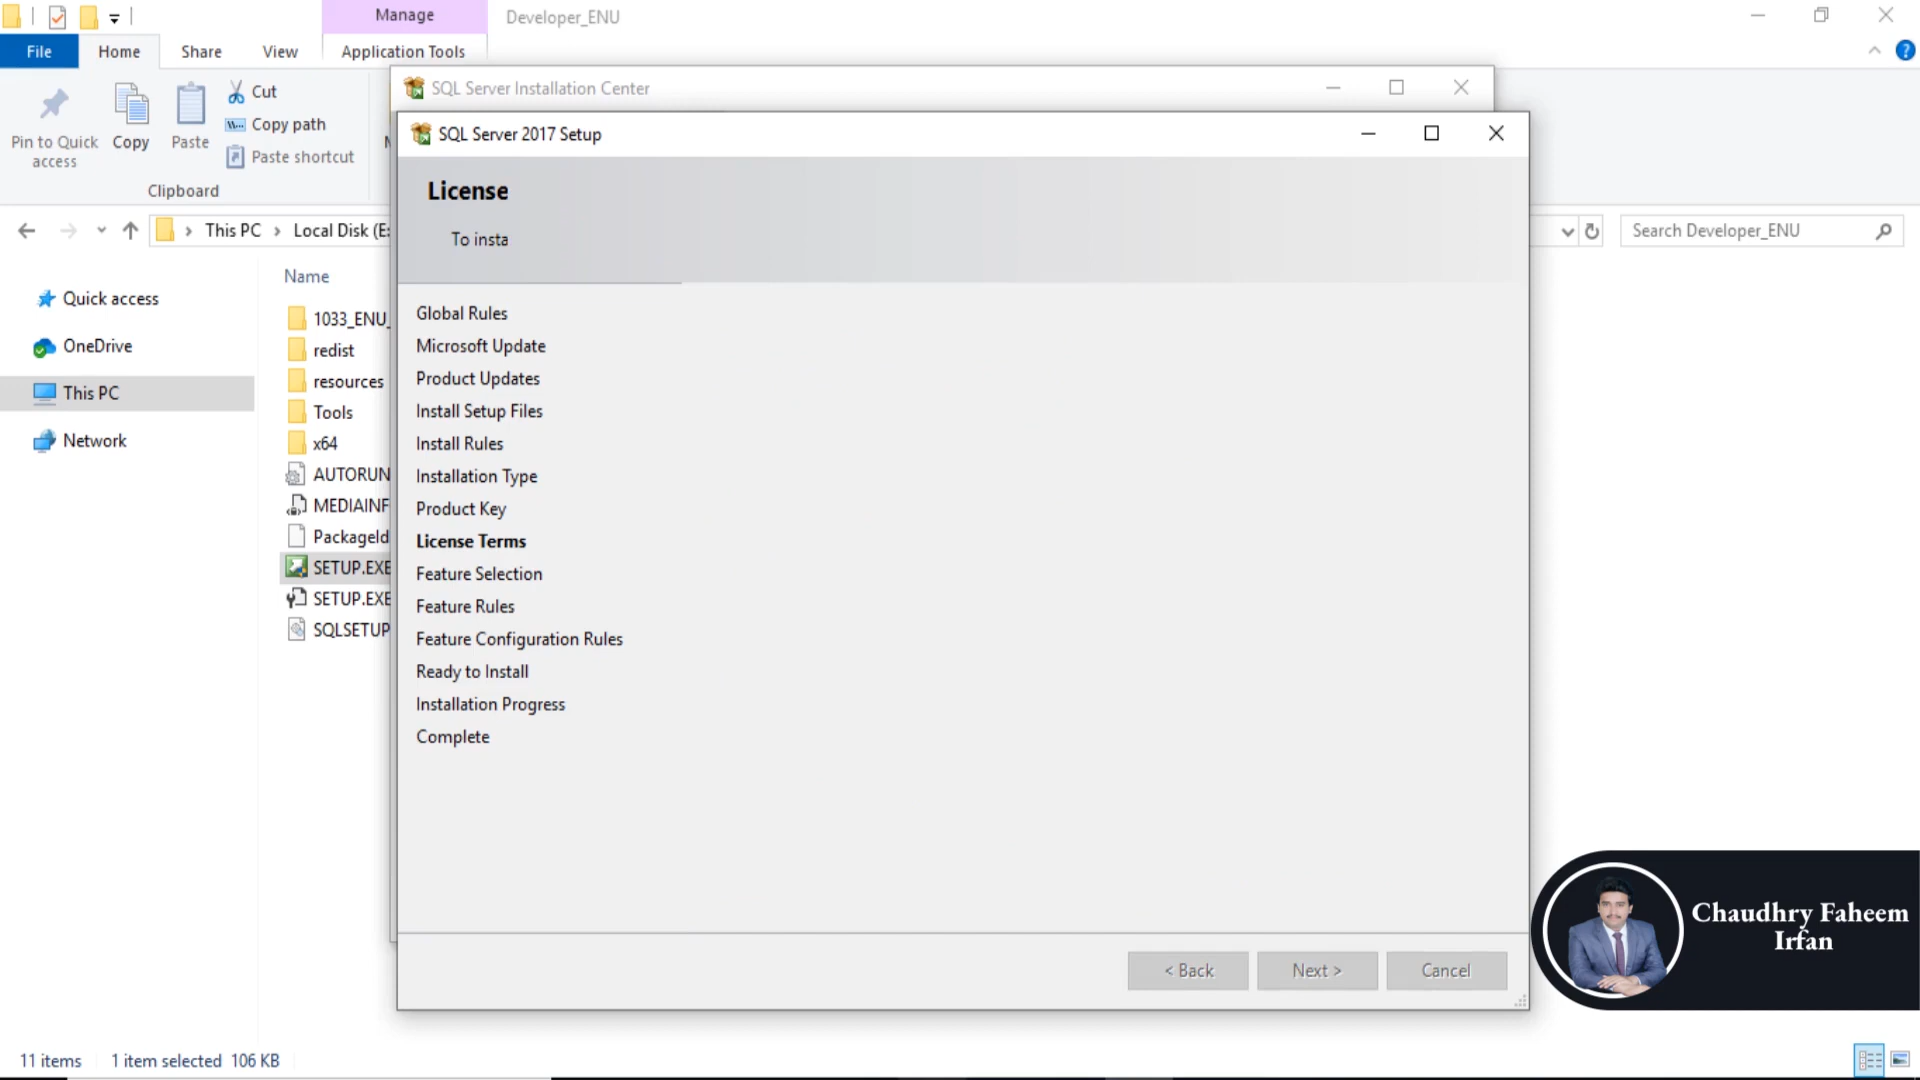 Manage
Developer_ENU
File
Home
Share
View
Application Tools
Pin to Quick access
Copy
Paste
Cut
Copy path
Paste shortcut
Clipboard
SQL Server Installation Center
SQL Server 2017 Setup
License
To insta
This PC
Local Disk (E:
Search Developer_ENU
Name
Quick access
OneDrive
This PC
Network
1033_ENU_
redist
resources
Tools
x64
AUTORUN
MEDIAINF
PackageId
SETUP.EXE
SETUP.EXE
SQLSETUP
Global Rules
Microsoft Update
Product Updates
Install Setup Files
Install Rules
Installation Type
Product Key
License Terms
Feature Selection
Feature Rules
Feature Configuration Rules
Ready to Install
Installation Progress
Complete
< Back
Next >
Cancel
Chaudhry Faheem
Irfan
11 items
1 item selected 106 KB